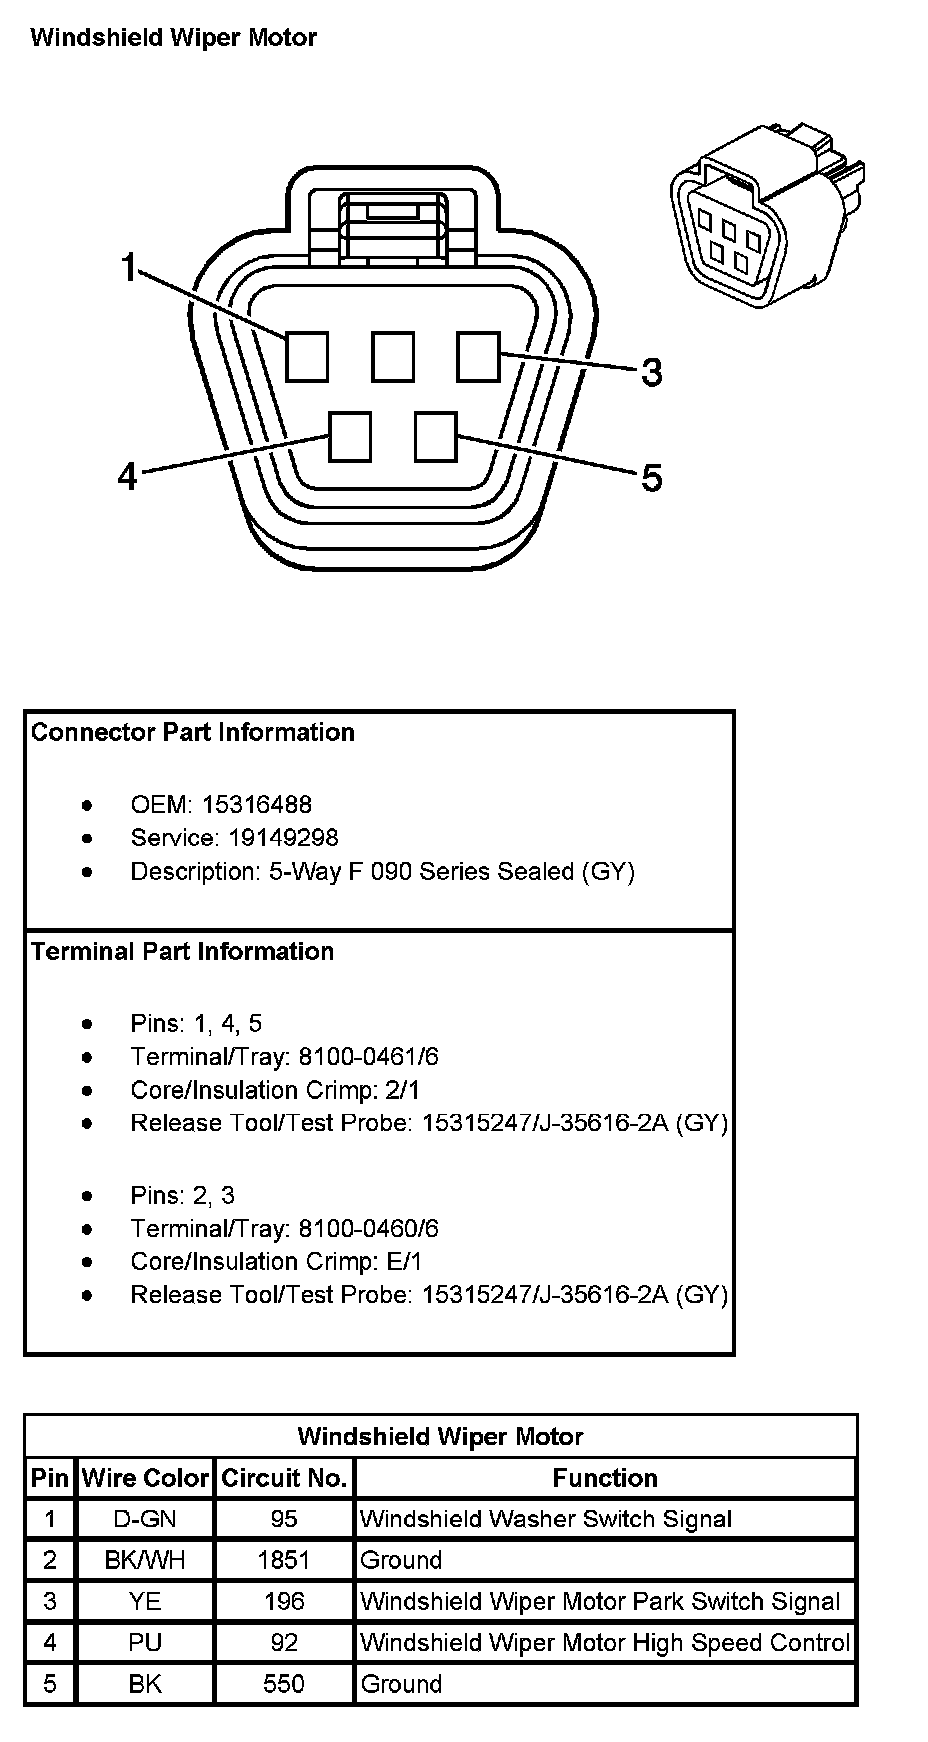 Windshield Wiper Motor
1
3
4
5
Connector Part Information
• OEM: 15316488
• Service: 19149298
• Description: 5-Way F 090 Series Sealed (GY)
Terminal Part Information
• Pins: 1, 4, 5
• Terminal/Tray: 8100-0461/6
• Core/Insulation Crimp: 2/1
• Release Tool/Test Probe: 15315247/J-35616-2A (GY)
• Pins: 2, 3
• Terminal/Tray: 8100-0460/6
• Core/Insulation Crimp: E/1
• Release Tool/Test Probe: 15315247/J-35616-2A (GY)
Windshield Wiper Motor
Pin Wire Color Circuit No. Function
1 D-GN 95 Windshield Washer Switch Signal
2 BK/WH 1851 Ground
3 YE 196 Windshield Wiper Motor Park Switch Signal
4 PU 92 Windshield Wiper Motor High Speed Control
5 BK 550 Ground